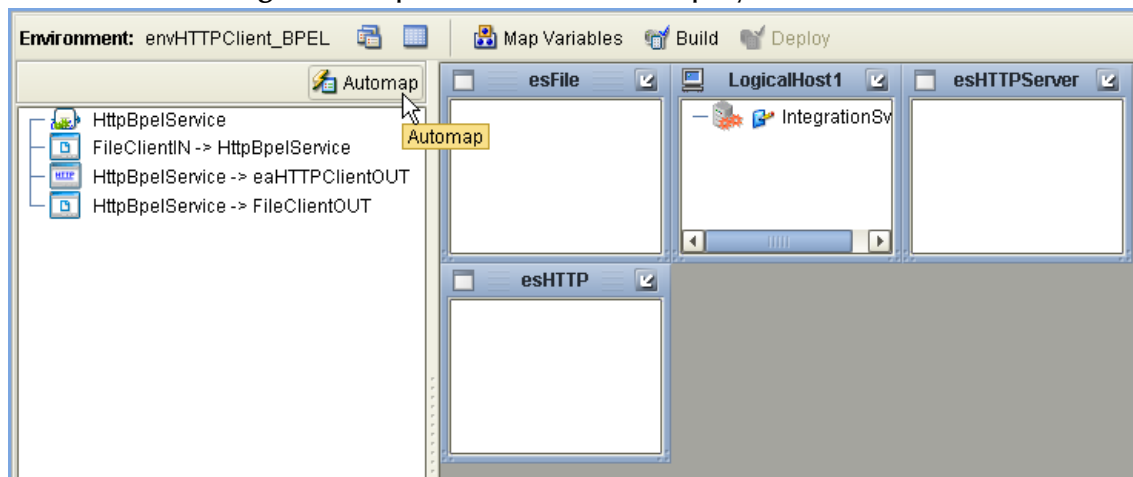 Environment: envHTTPClient_BPEL Map Variables Build Deploy
Automap
HttpBpelService
FileClientIN -> HttpBpelService
HttpBpelService -> eaHTTPClientOUT
HttpBpelService -> FileClientOUT
Automap
esFile
LogicalHost1
IntegrationSv
esHTTPServer
esHTTP
HTTP